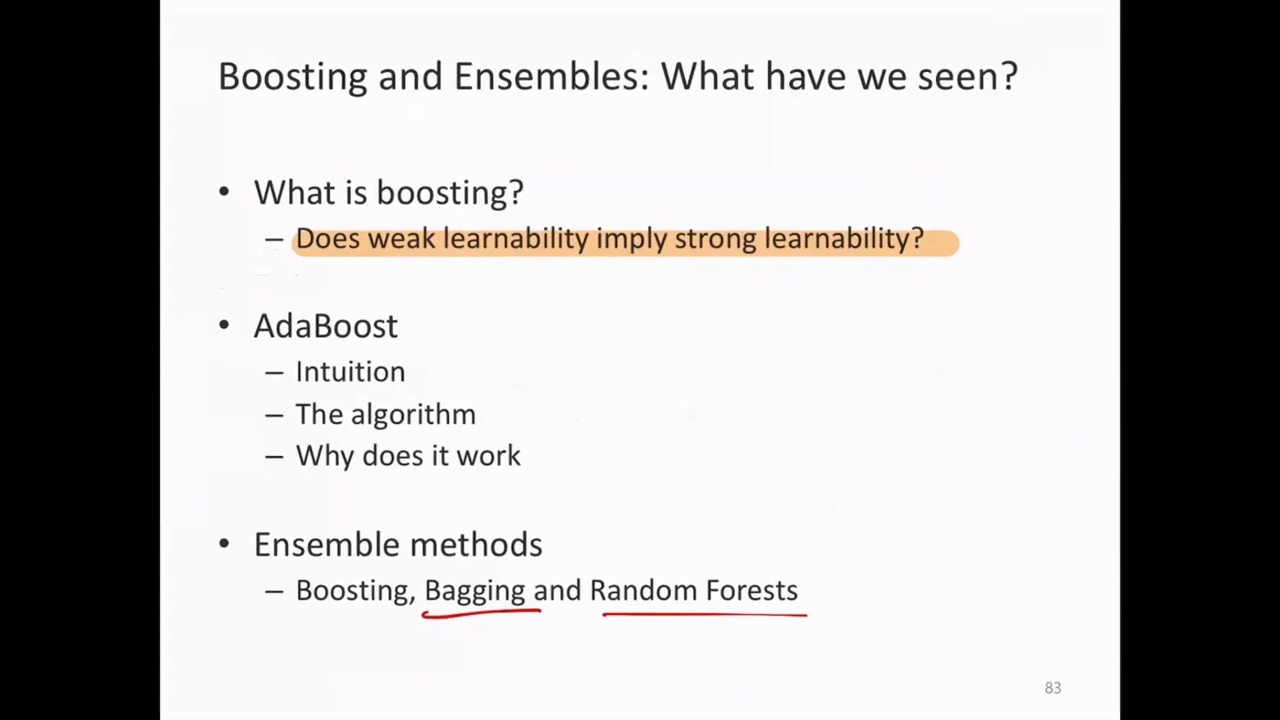 Boosting and Ensembles: What have we seen?
• What is boosting?
– Does weak learnability imply strong learnability?
• AdaBoost
– Intuition
– The algorithm
– Why does it work
• Ensemble methods
– Boosting, Bagging and Random Forests
83